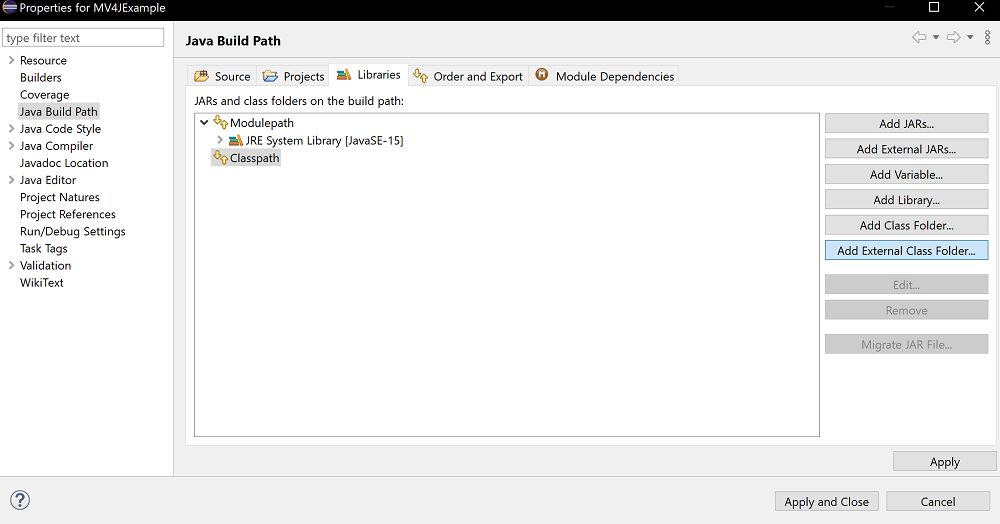 Properties for MV4JExample
type filter text
Resource
Builders
Coverage
Java Build Path
Java Code Style
Java Compiler
Javadoc Location
Java Editor
Project Natures
Project References
Run/Debug Settings
Task Tags
Validation
WikiText
Java Build Path
Source Projects Libraries Order and Export M Module Dependencies
JARs and class folders on the build path:
Modulepath
JRE System Library [JavaSE-15]
Classpath
Add JARs...
Add External JARs...
Add Variable...
Add Library...
Add Class Folder...
Add External Class Folder...
Edit...
Remove
Migrate JAR File...
Apply
?
Apply and Close Cancel